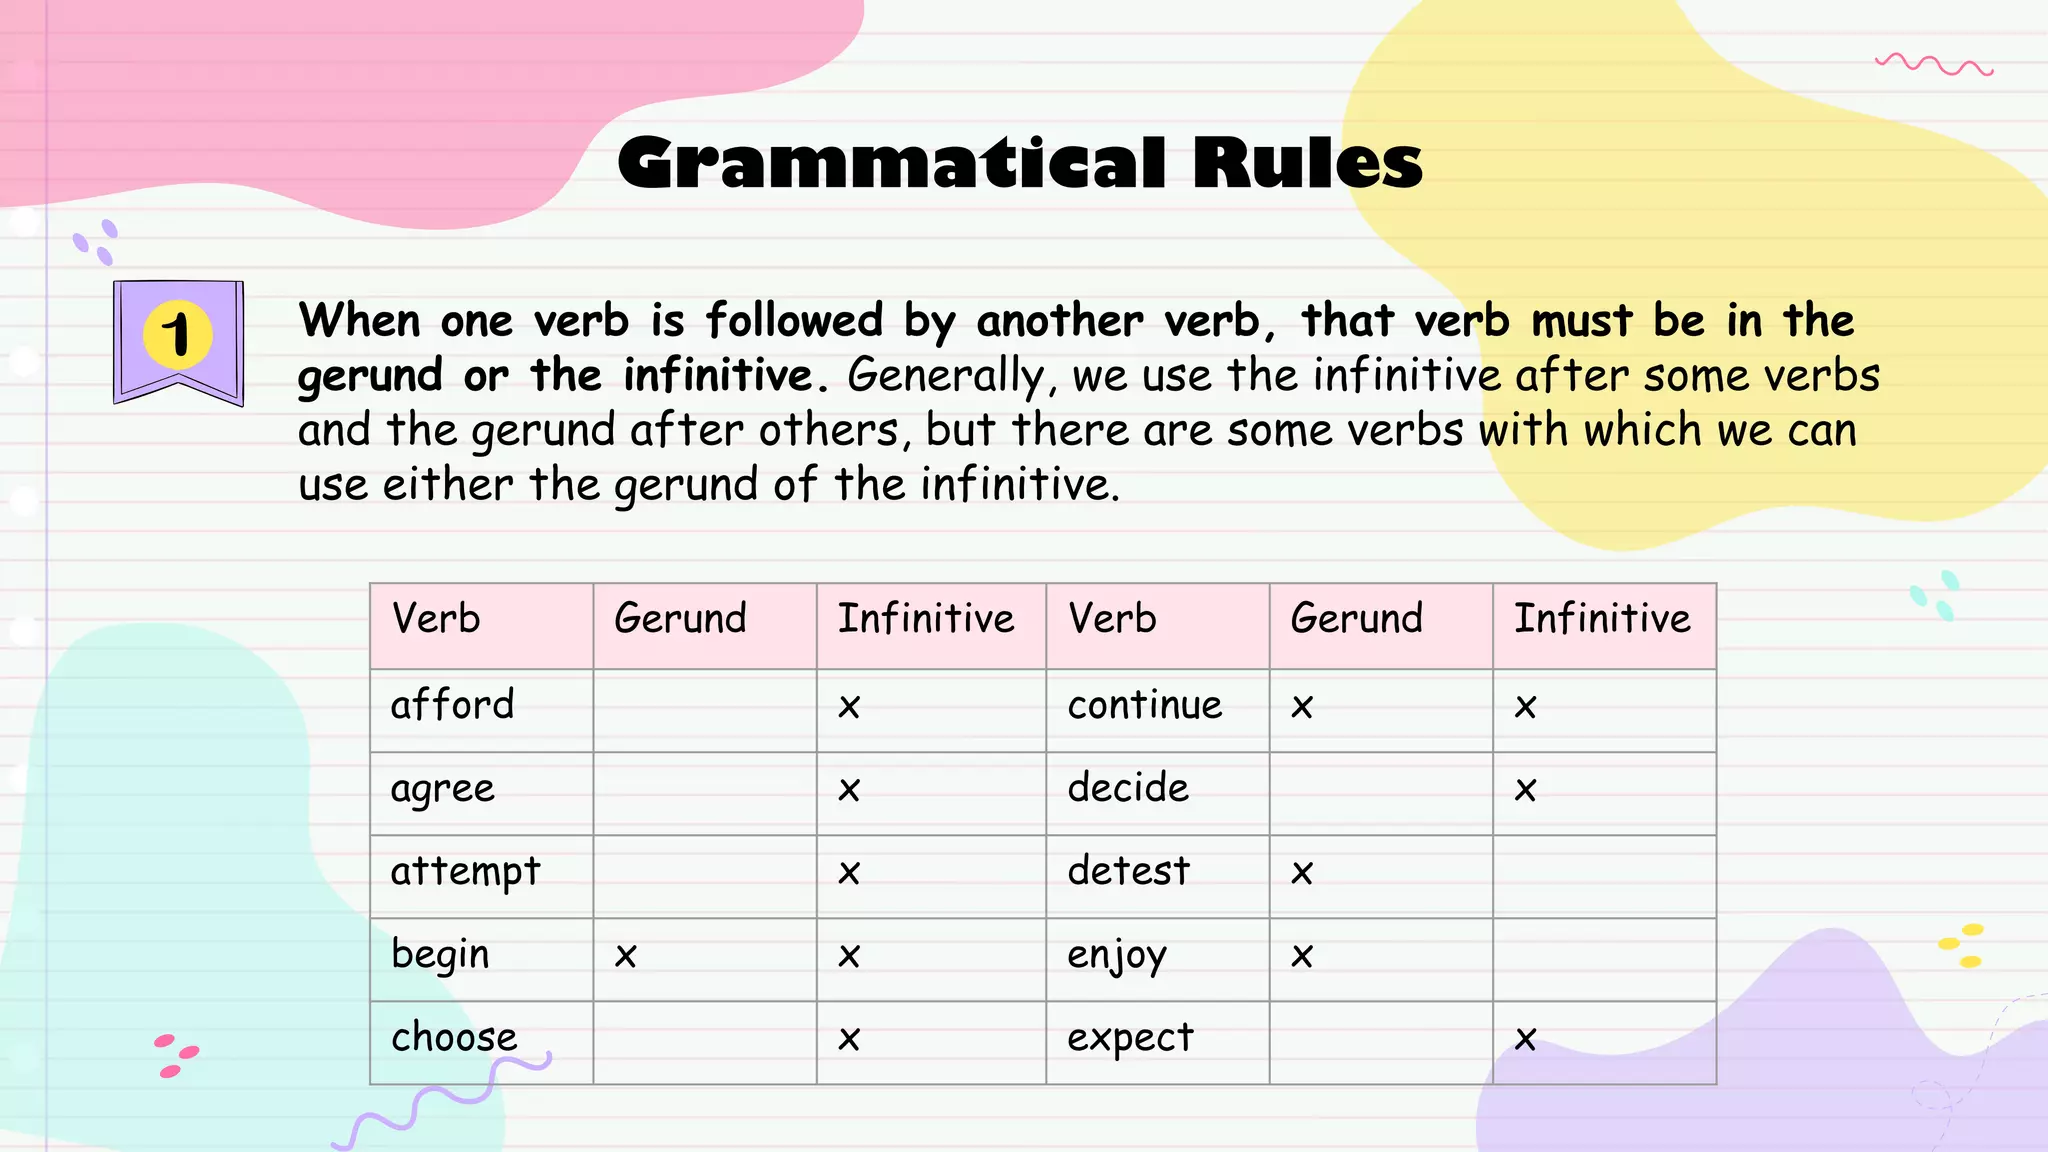 Grammatical Rules
1
When one verb is followed by another verb, that verb must be in the
gerund or the infinitive. Generally, we use the infinitive after some verbs
and the gerund after others, but there are some verbs with which we can
use either the gerund of the infinitive.
Verb Gerund Infinitive Verb Gerund Infinitive
afford x continue x x
agree x decide x
attempt x detest x
begin x x enjoy x
choose x expect x